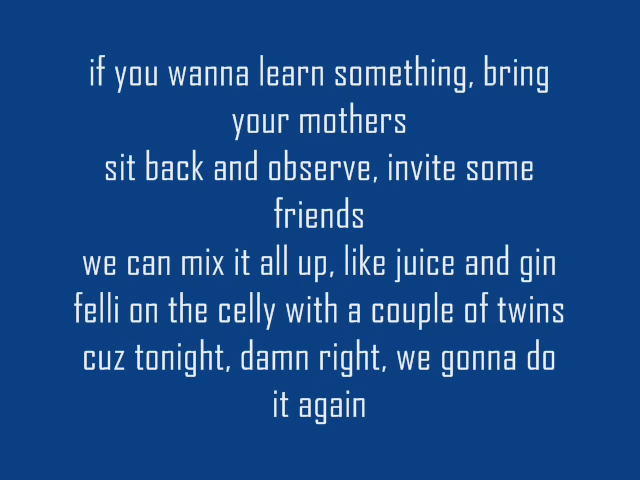 if you wanna learn something, bring
your mothers
sit back and observe, invite some
friends
we can mix it all up, like juice and gin
felli on the celly with a couple of twins
cuz tonight, damn right, we gonna do
it again